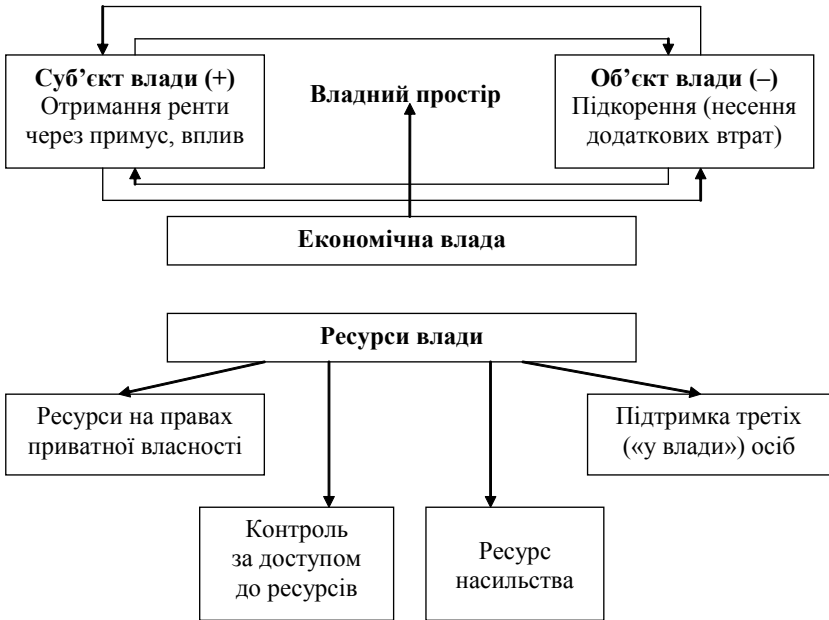 Суб’єкт влади (+)
Отримання ренти
через примус, вплив
Владний простір
Об’єкт влади (–)
Підкорення (несення
додаткових втрат)
Економічна влада
Ресурси влади
Ресурси на правах
приватної власності
Підтримка третіх
(«у влади») осіб
Контроль
за доступом
до ресурсів
Ресурс
насильства